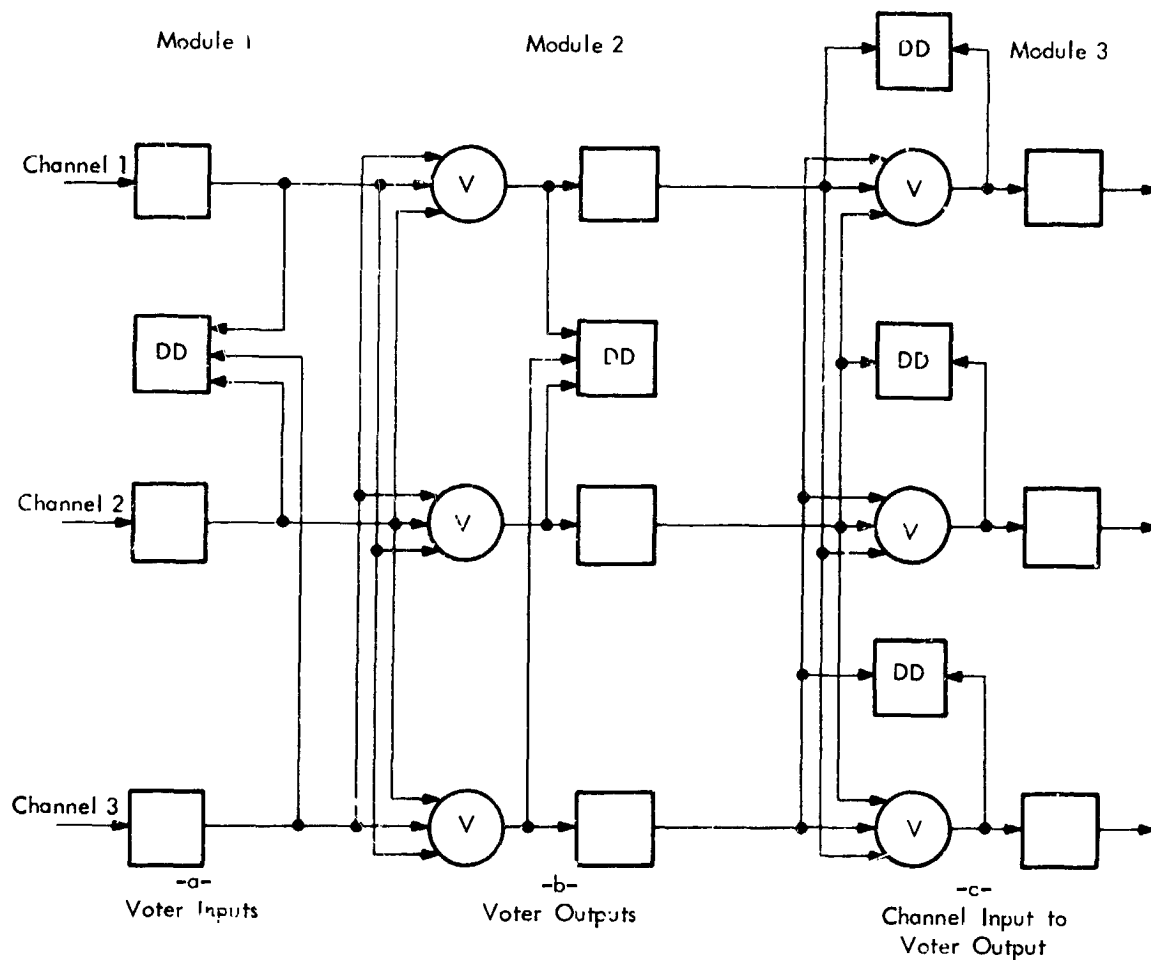 Module 1
Module 2
DD
Module 3
Channel 1
V
V
DD
DD
DD
Channel 2
V
V
DD
Channel 3
V
V
-a-
Voter Inputs
-b-
Voter Outputs
-c-
Channel Input to
Voter Output